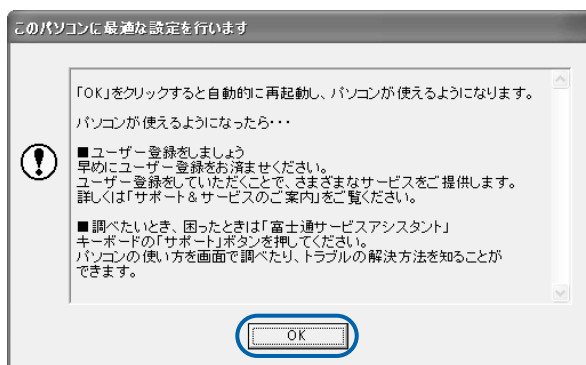 このパソコンに最適な設定を行います
「OK」をクリックすると自動的に再起動し、パソコンが使えるようになります。
パソコンが使えるようになったら・・・
■ユーザー登録をしましょう
早めにユーザー登録をお済ませください。
ユーザー登録をしていただくことで、さまざまなサービスをご提供します。
詳しくは「サポート&サービスのご案内」をご覧ください。
■調べたいとき、困ったときは「富士通サービスアシスタント」
キーボードの「サポート」ボタンを押してください。
パソコンの使い方を画面で調べたり、トラブルの解決方法を知ることが
できます。
OK